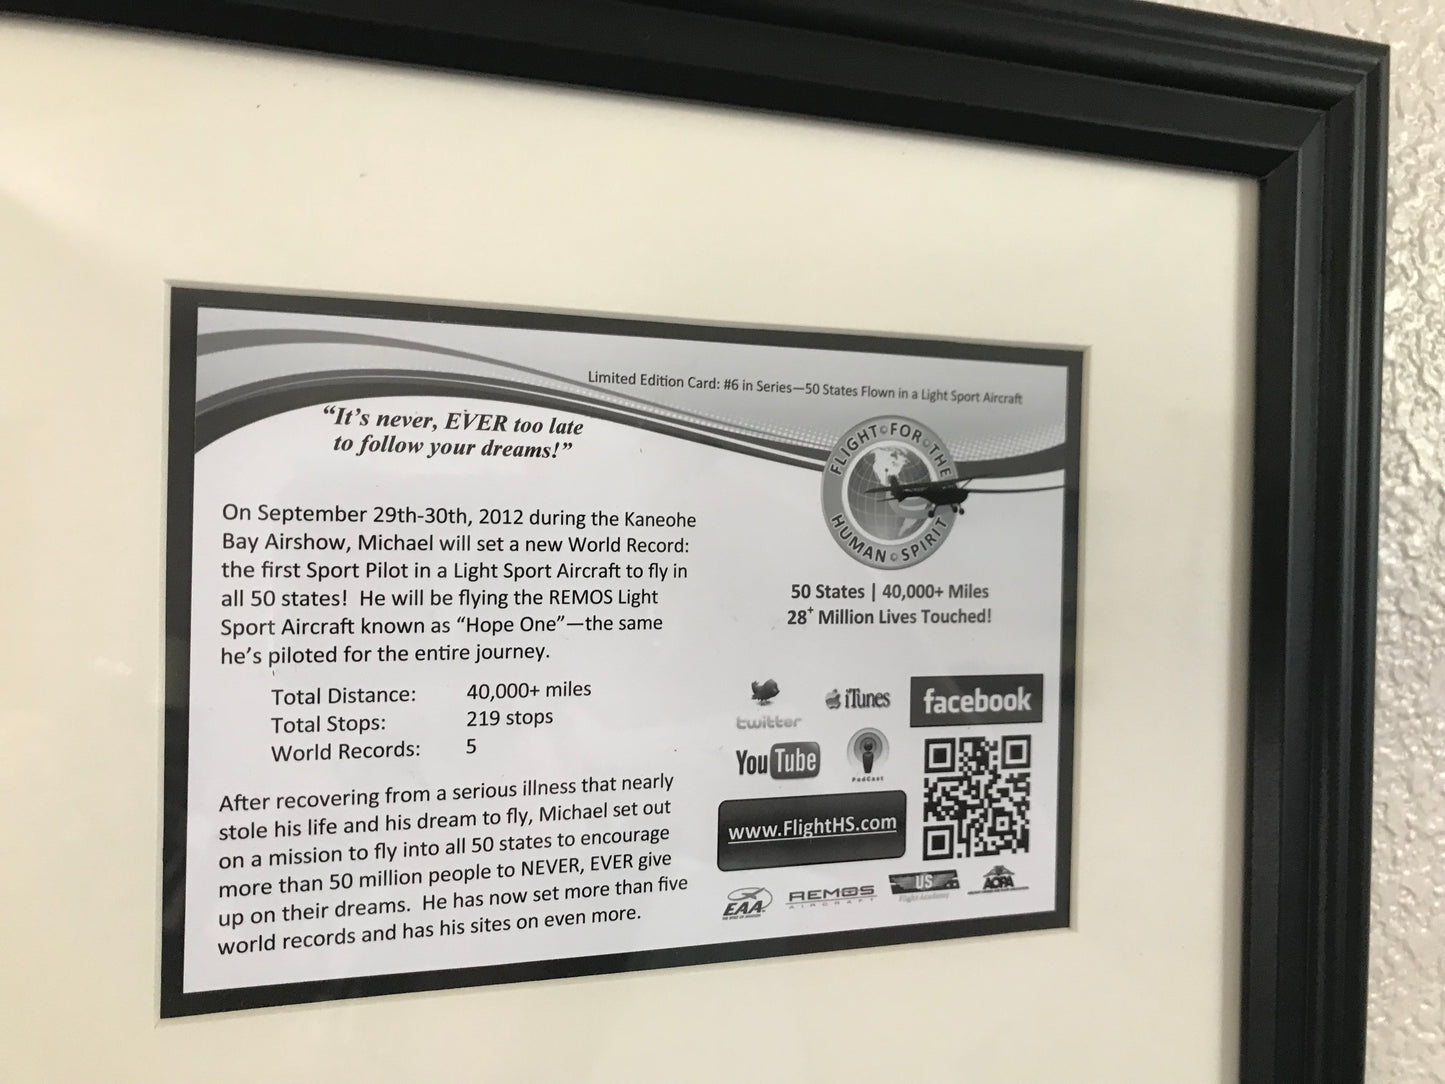 Limited Edition Card: #6 in Series—50 States Flown in a Light Sport Aircraft
“It’s never, EVER too late
to follow your dreams!”
FLIGHT FOR THE
HUMAN SPIRIT
On September 29th-30th, 2012 during the Kaneohe
Bay Airshow, Michael will set a new World Record:
the first Sport Pilot in a Light Sport Aircraft to fly in
all 50 states!  He will be flying the REMOS Light
Sport Aircraft known as “Hope One”—the same
he’s piloted for the entire journey.
Total Distance: 40,000+ miles
Total Stops: 219 stops
World Records: 5
After recovering from a serious illness that nearly
stole his life and his dream to fly, Michael set out
on a mission to fly into all 50 states to encourage
more than 50 million people to NEVER, EVER give
up on their dreams.  He has now set more than five
world records and has his sites on even more.
50 States | 40,000+ Miles
28+ Million Lives Touched!
twitter
iTunes
facebook
YouTube
PodCast
www.FlightHS.com
EAA
REMOS
AIRCRAFT
US
Flight Academy
AOPA